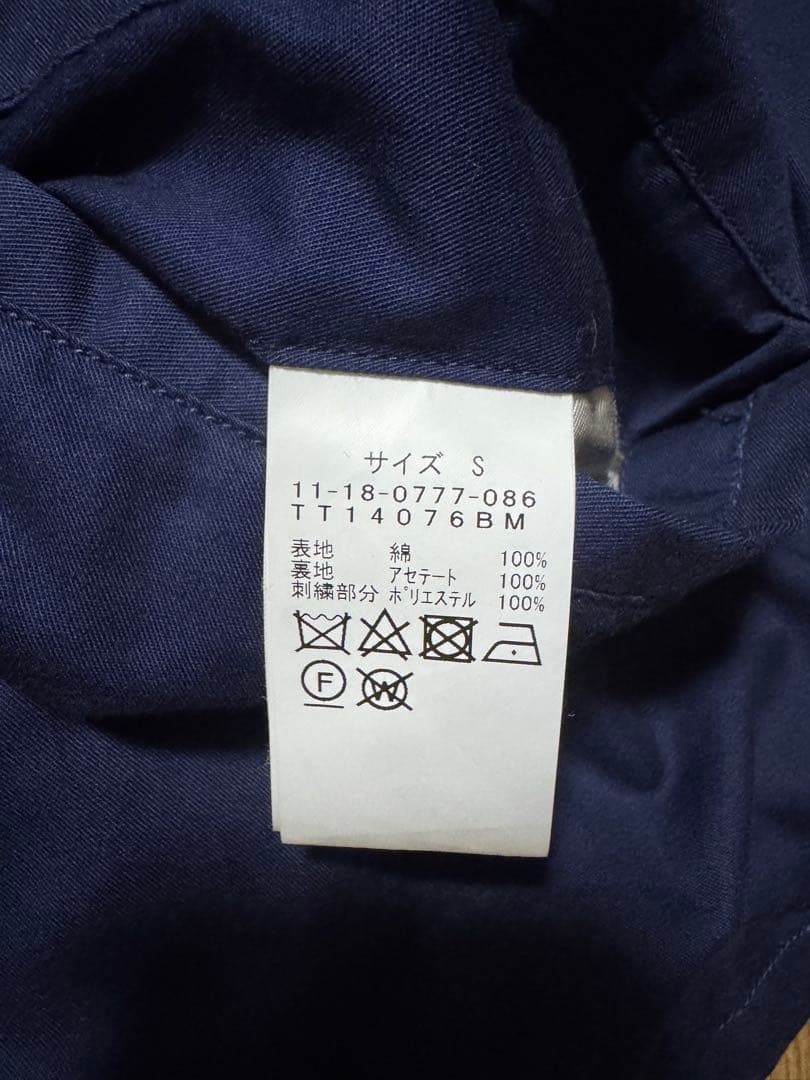 サイズ S
11-18-0777-086
TT14076BM
表地 綿 100%
裏地 アセテート 100%
刺繍部分 ポリエステル 100%
F W